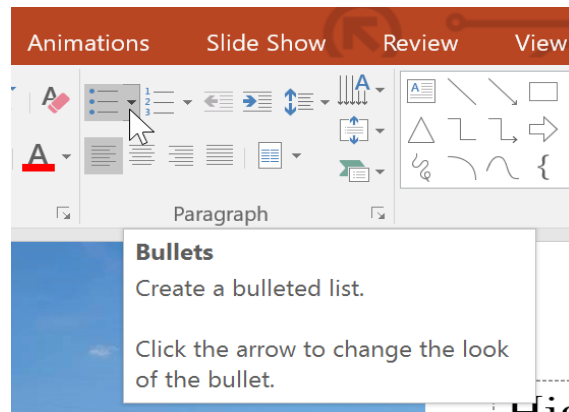 Animations Slide Show Review View
Paragraph
Bullets
Create a bulleted list.
Click the arrow to change the look
of the bullet.